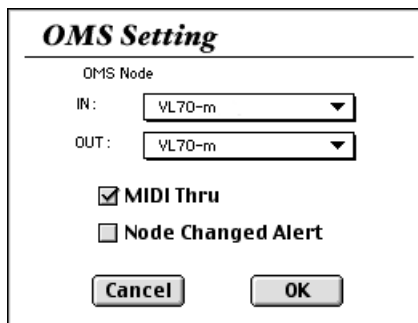 OMS Setting
OMS Node
IN: VL70-m
OUT: VL70-m
MIDI Thru
Node Changed Alert
Cancel OK